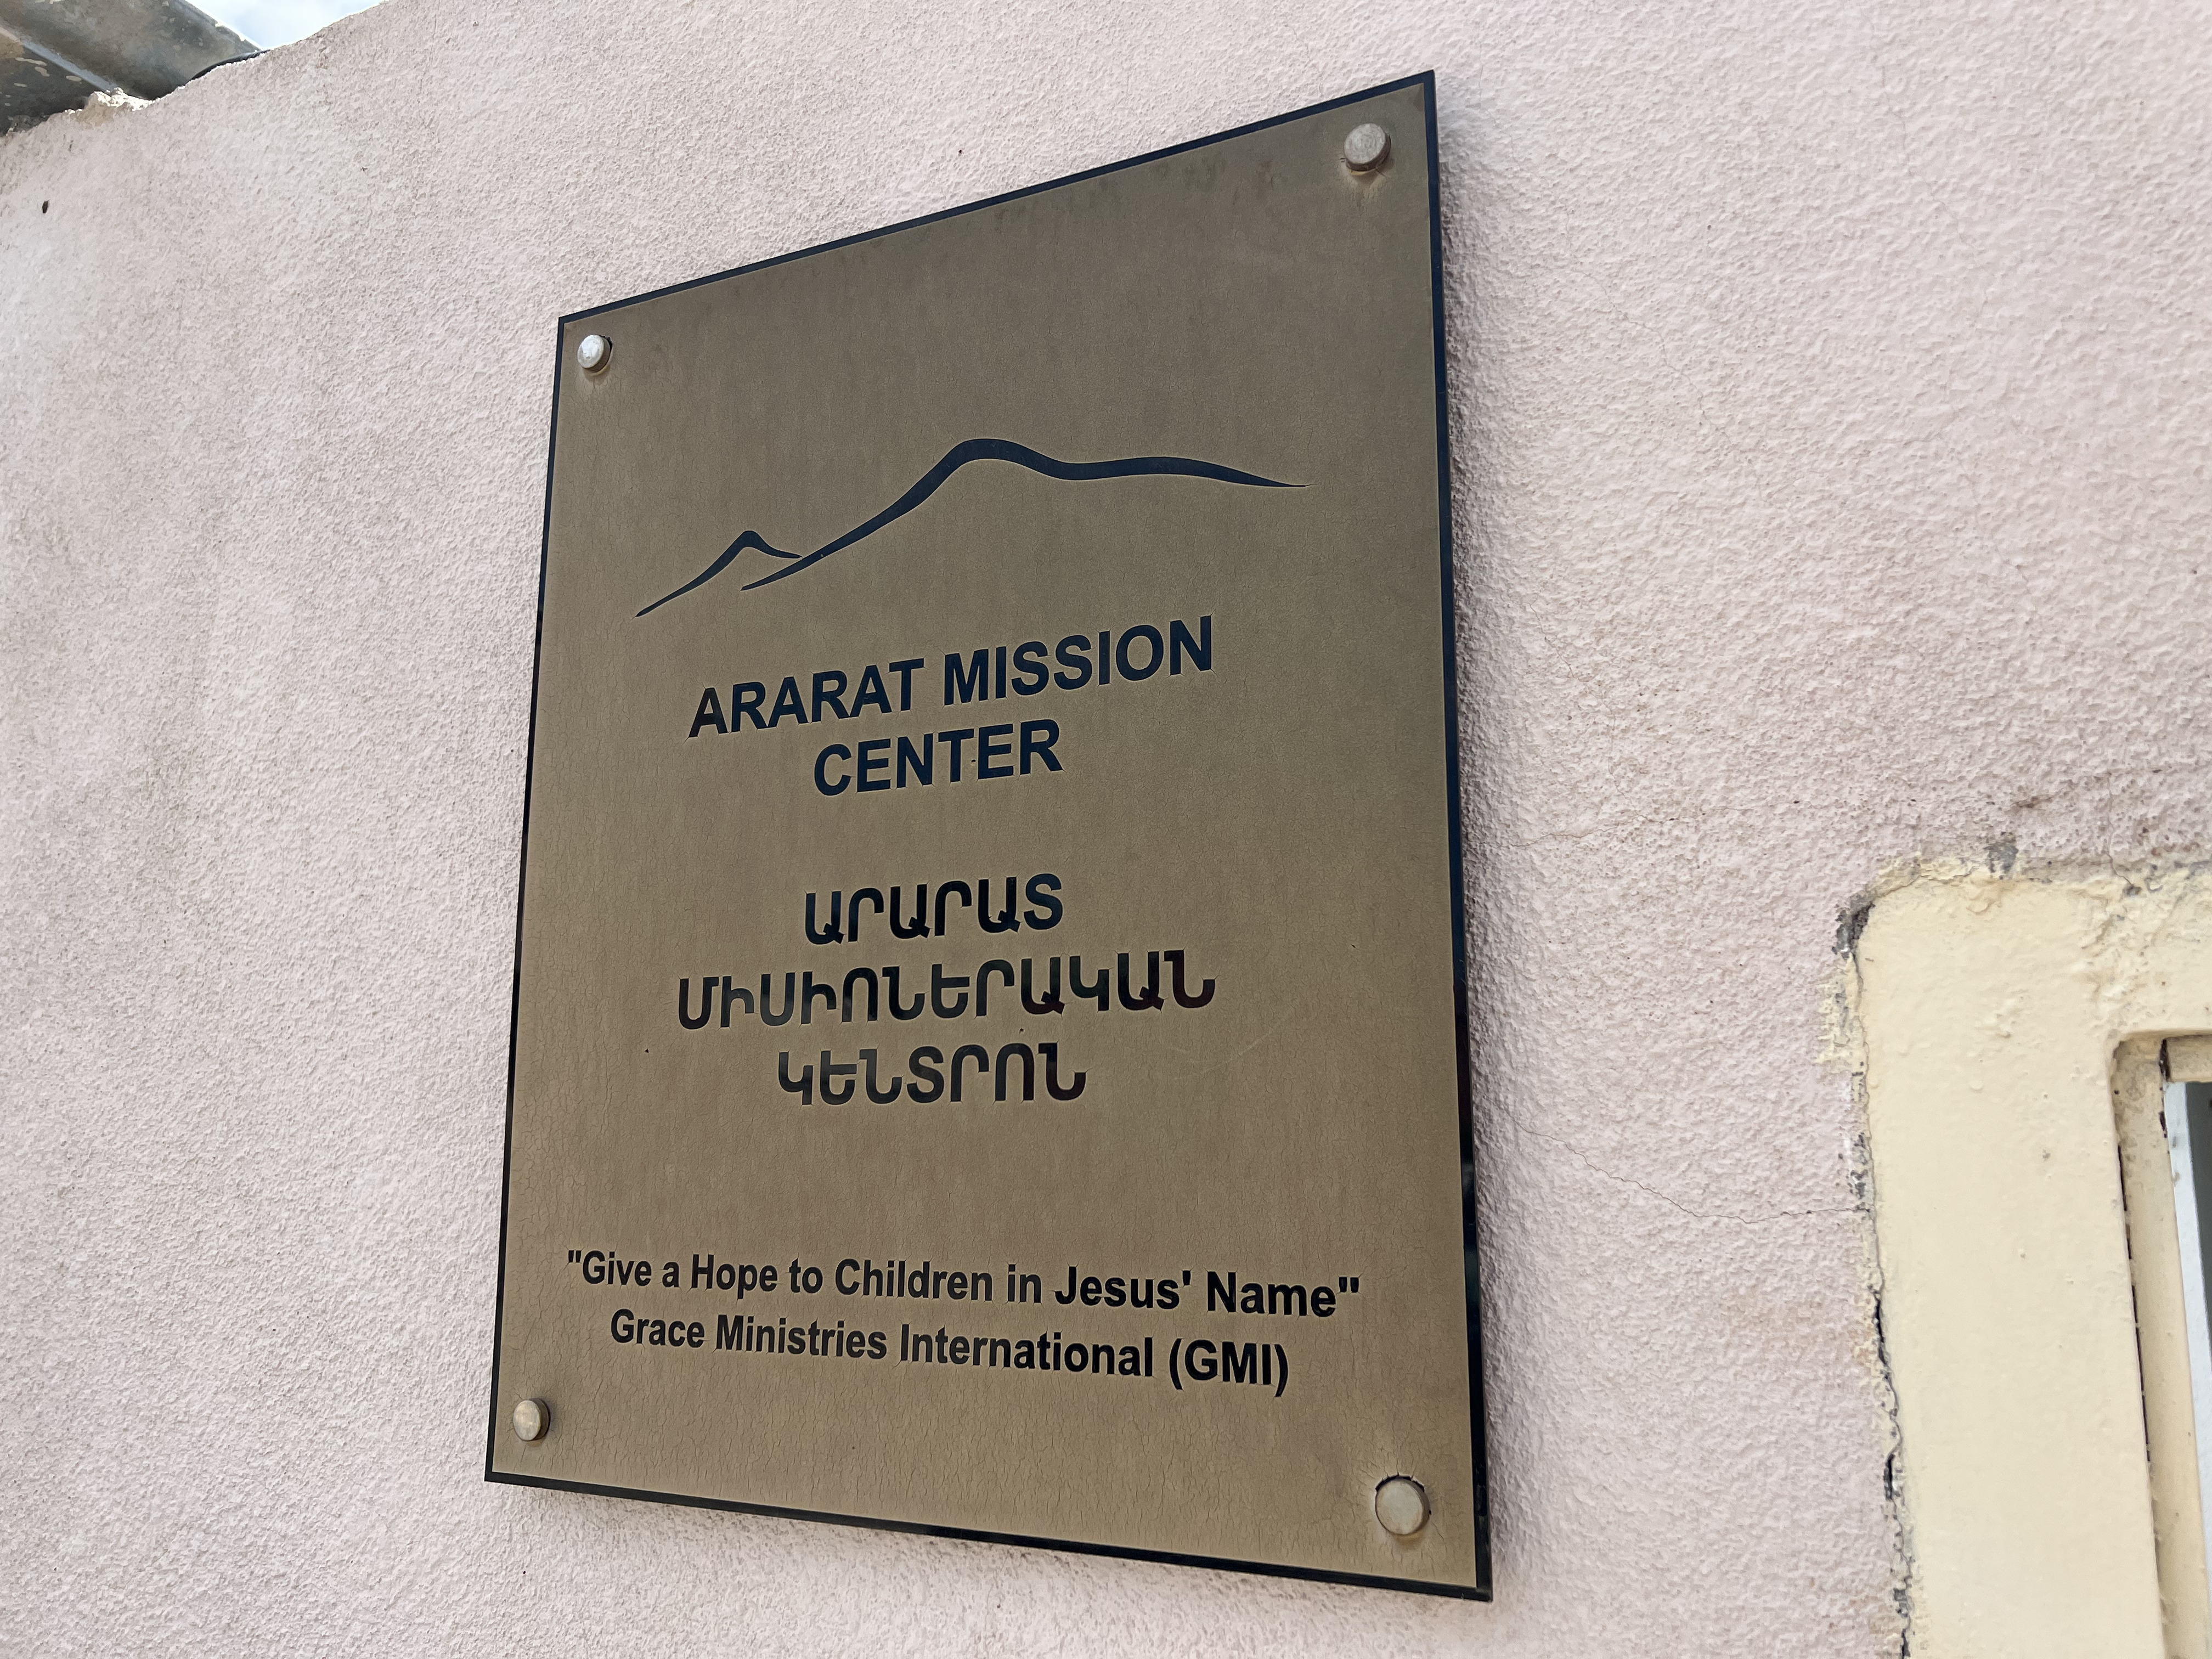 ARARAT MISSION
CENTER
ԱՐԱՐԱՏ
ՄԻՍԻՈՆԵՐԱԿԱՆ
ԿԵՆՏՐՈՆ
"Give a Hope to Children in Jesus' Name"
Grace Ministries International (GMI)